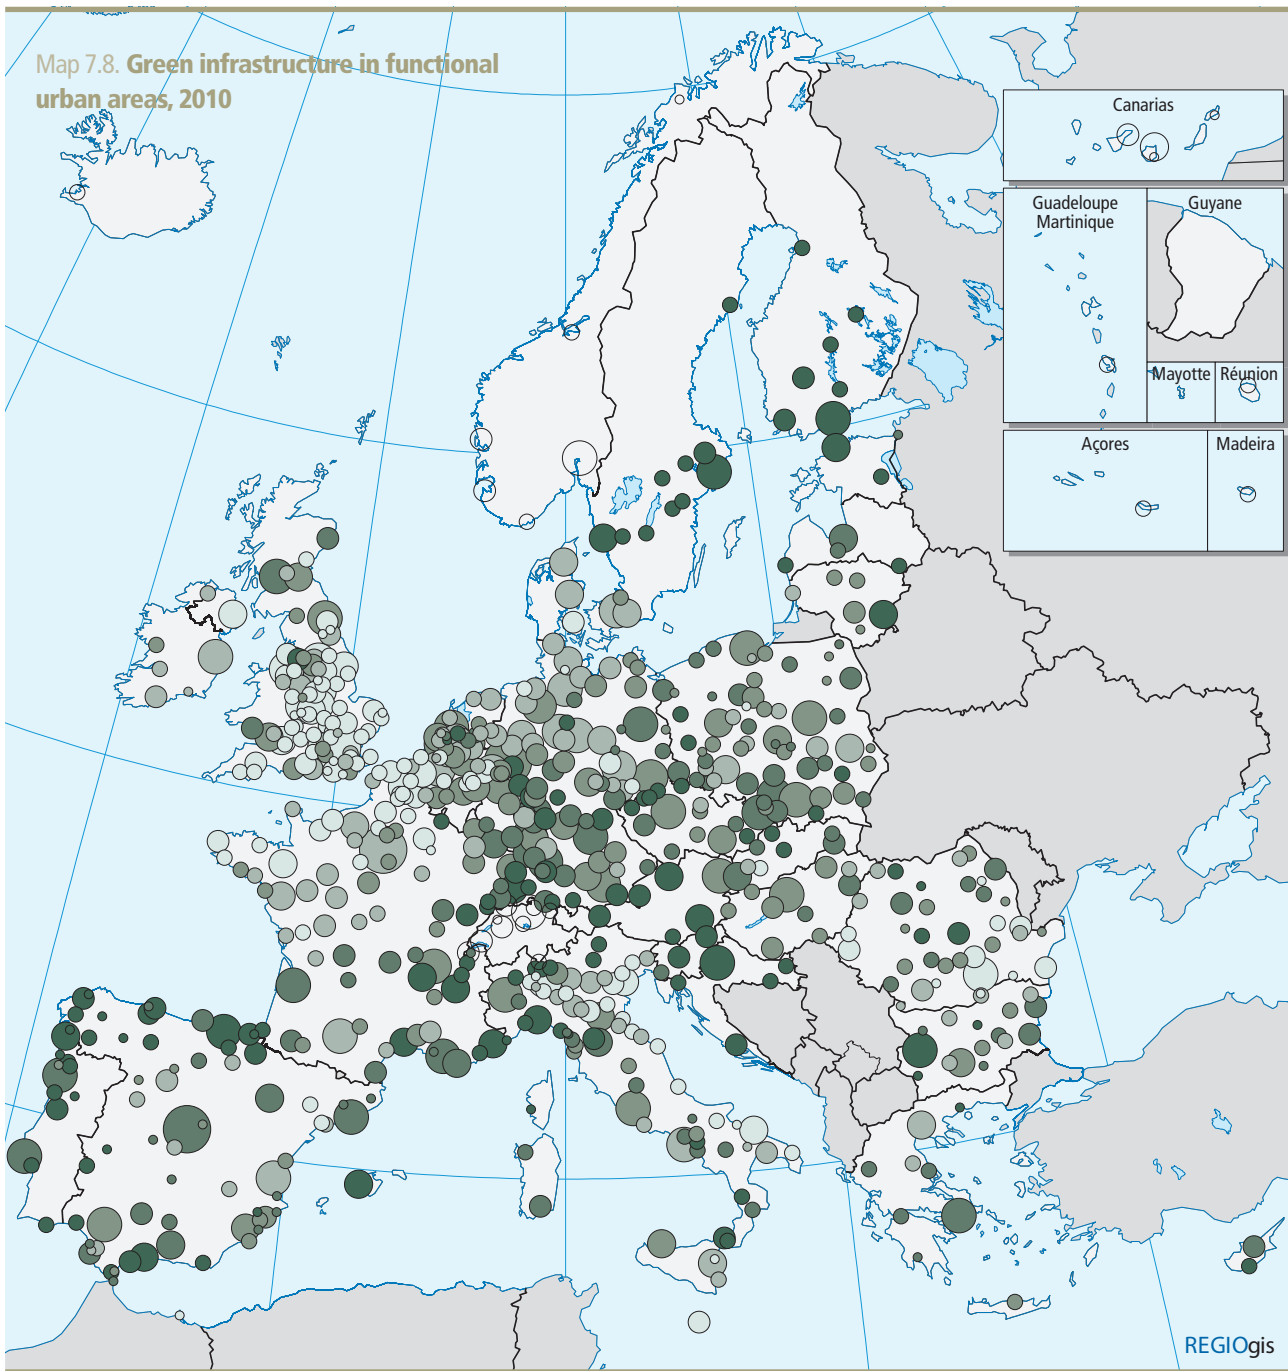 Map 7.8. Green infrastructure in functional
urban areas, 2010
Canarias
Guadeloupe
Martinique
Guyane
Mayotte
Réunion
Açores
Madeira
REGIOgis